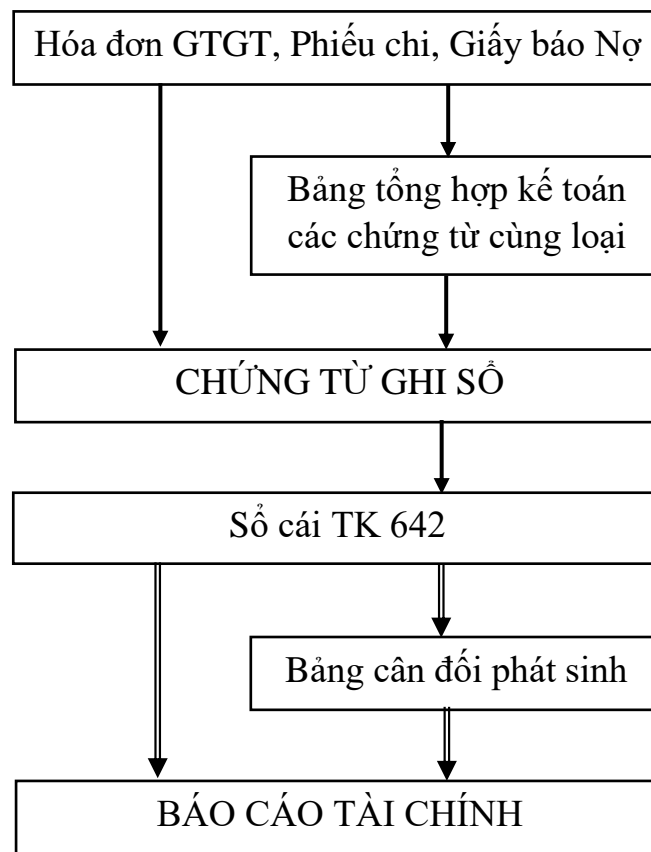 Hóa đơn GTGT, Phiếu chi, Giấy báo Nợ
Bảng tổng hợp kế toán
các chứng từ cùng loại
CHỨNG TỪ GHI SỔ
Sổ cái TK 642
Bảng cân đối phát sinh
BÁO CÁO TÀI CHÍNH